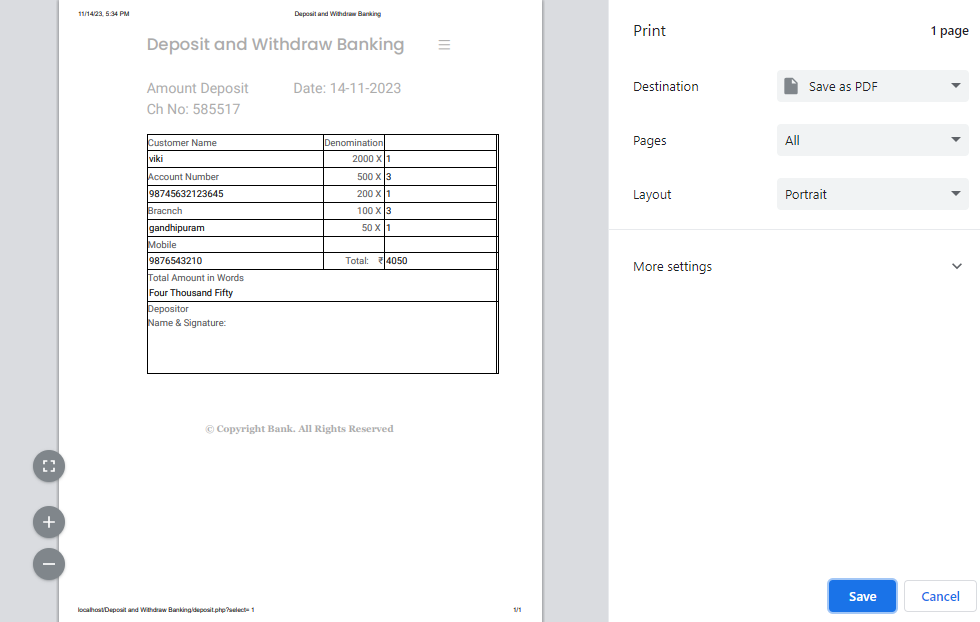 11/14/23, 5:34 PM Deposit and Withdraw Banking
Deposit and Withdraw Banking
Amount Deposit Date: 14-11-2023
Ch No: 585517
Customer Name Denomination
viki 2000 X 1
Account Number 500 X 3
98745632123645 200 X 1
Bracnch 100 X 3
gandhipuram 50 X 1
Mobile
9876543210 Total: ₹ 4050
Total Amount in Words
Four Thousand Fifty
Depositor
Name & Signature:
© Copyright Bank. All Rights Reserved
localhost/Deposit and Withdraw Banking/deposit.php?select= 1 1/1
Print 1 page
Destination Save as PDF
Pages All
Layout Portrait
More settings
Save Cancel